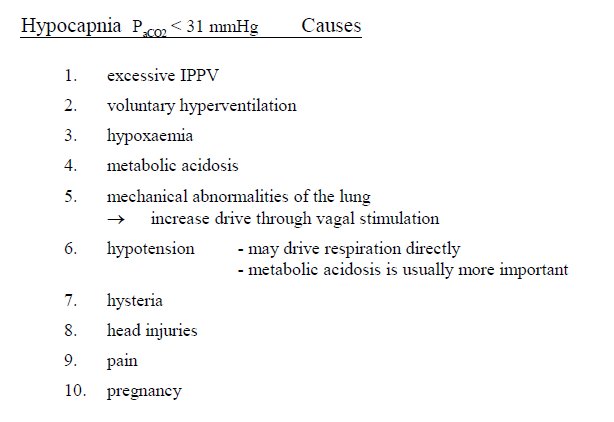 Hypocapnia PaCO2 < 31 mmHg Causes
1. excessive IPPV
2. voluntary hyperventilation
3. hypoxaemia
4. metabolic acidosis
5. mechanical abnormalities of the lung
→ increase drive through vagal stimulation
6. hypotension - may drive respiration directly
- metabolic acidosis is usually more important
7. hysteria
8. head injuries
9. pain
10. pregnancy